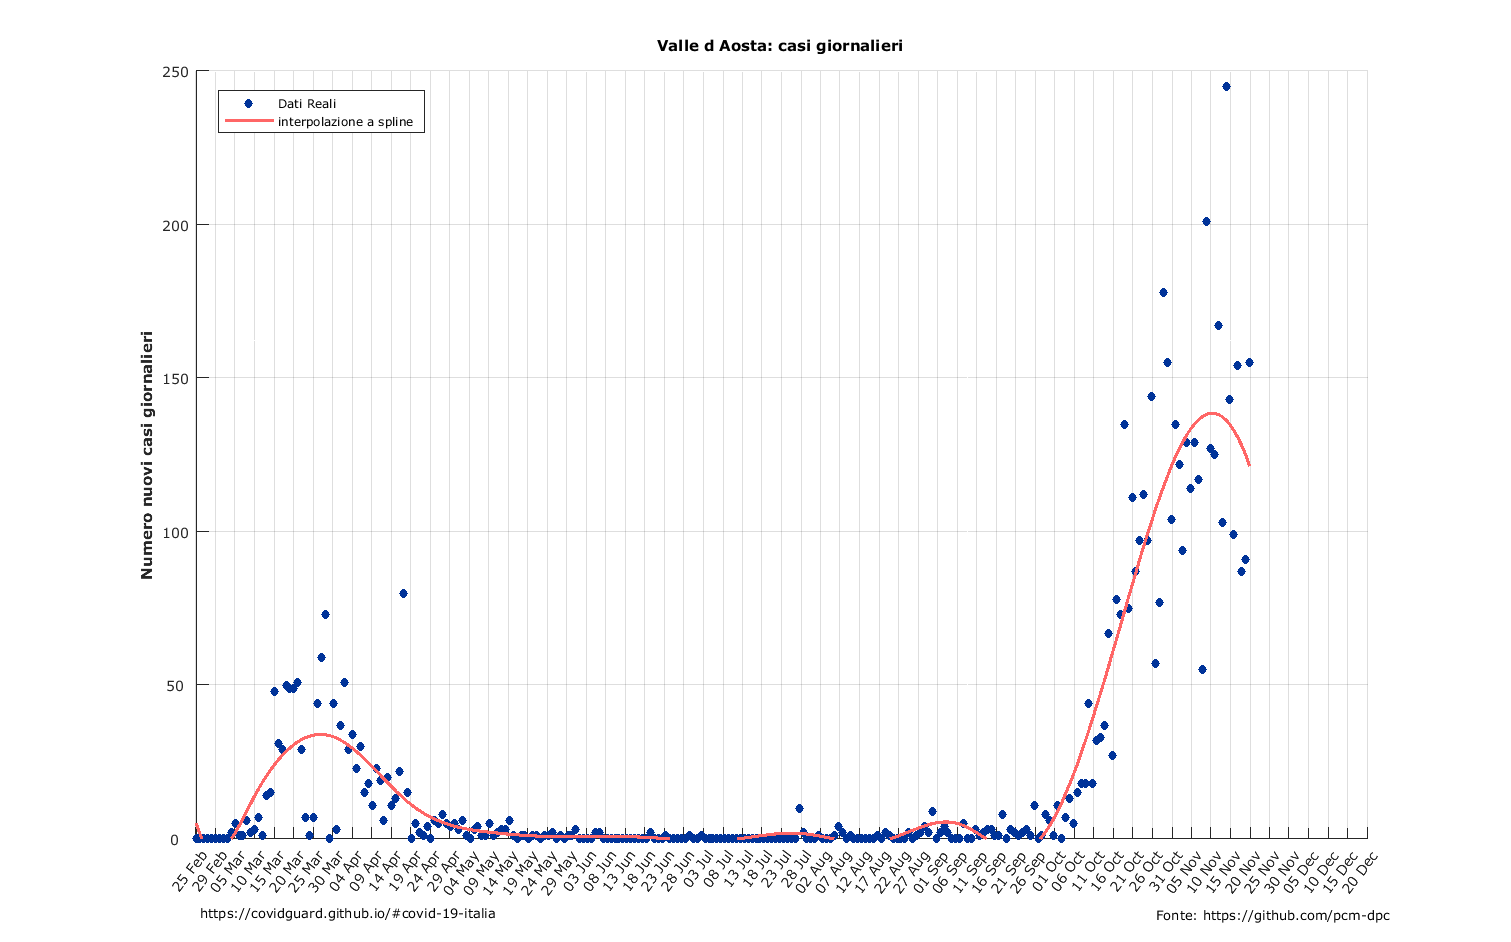 Valle d Aosta: casi giornalieri
Dati Reali
interpolazione a spline
Numero nuovi casi giornalieri
250
200
150
100
50
0
25 Feb
29 Feb
05 Mar
10 Mar
15 Mar
20 Mar
25 Mar
30 Mar
04 Apr
09 Apr
14 Apr
19 Apr
24 Apr
29 Apr
04 May
09 May
14 May
19 May
24 May
29 May
03 Jun
08 Jun
13 Jun
18 Jun
23 Jun
28 Jun
03 Jul
08 Jul
13 Jul
18 Jul
23 Jul
28 Jul
02 Aug
07 Aug
12 Aug
17 Aug
22 Aug
27 Aug
01 Sep
06 Sep
11 Sep
16 Sep
21 Sep
26 Sep
01 Oct
06 Oct
11 Oct
16 Oct
21 Oct
26 Oct
31 Oct
05 Nov
10 Nov
15 Nov
20 Nov
25 Nov
30 Nov
05 Dec
10 Dec
15 Dec
20 Dec
https://covidguard.github.io/#covid-19-italia
Fonte: https://github.com/pcm-dpc